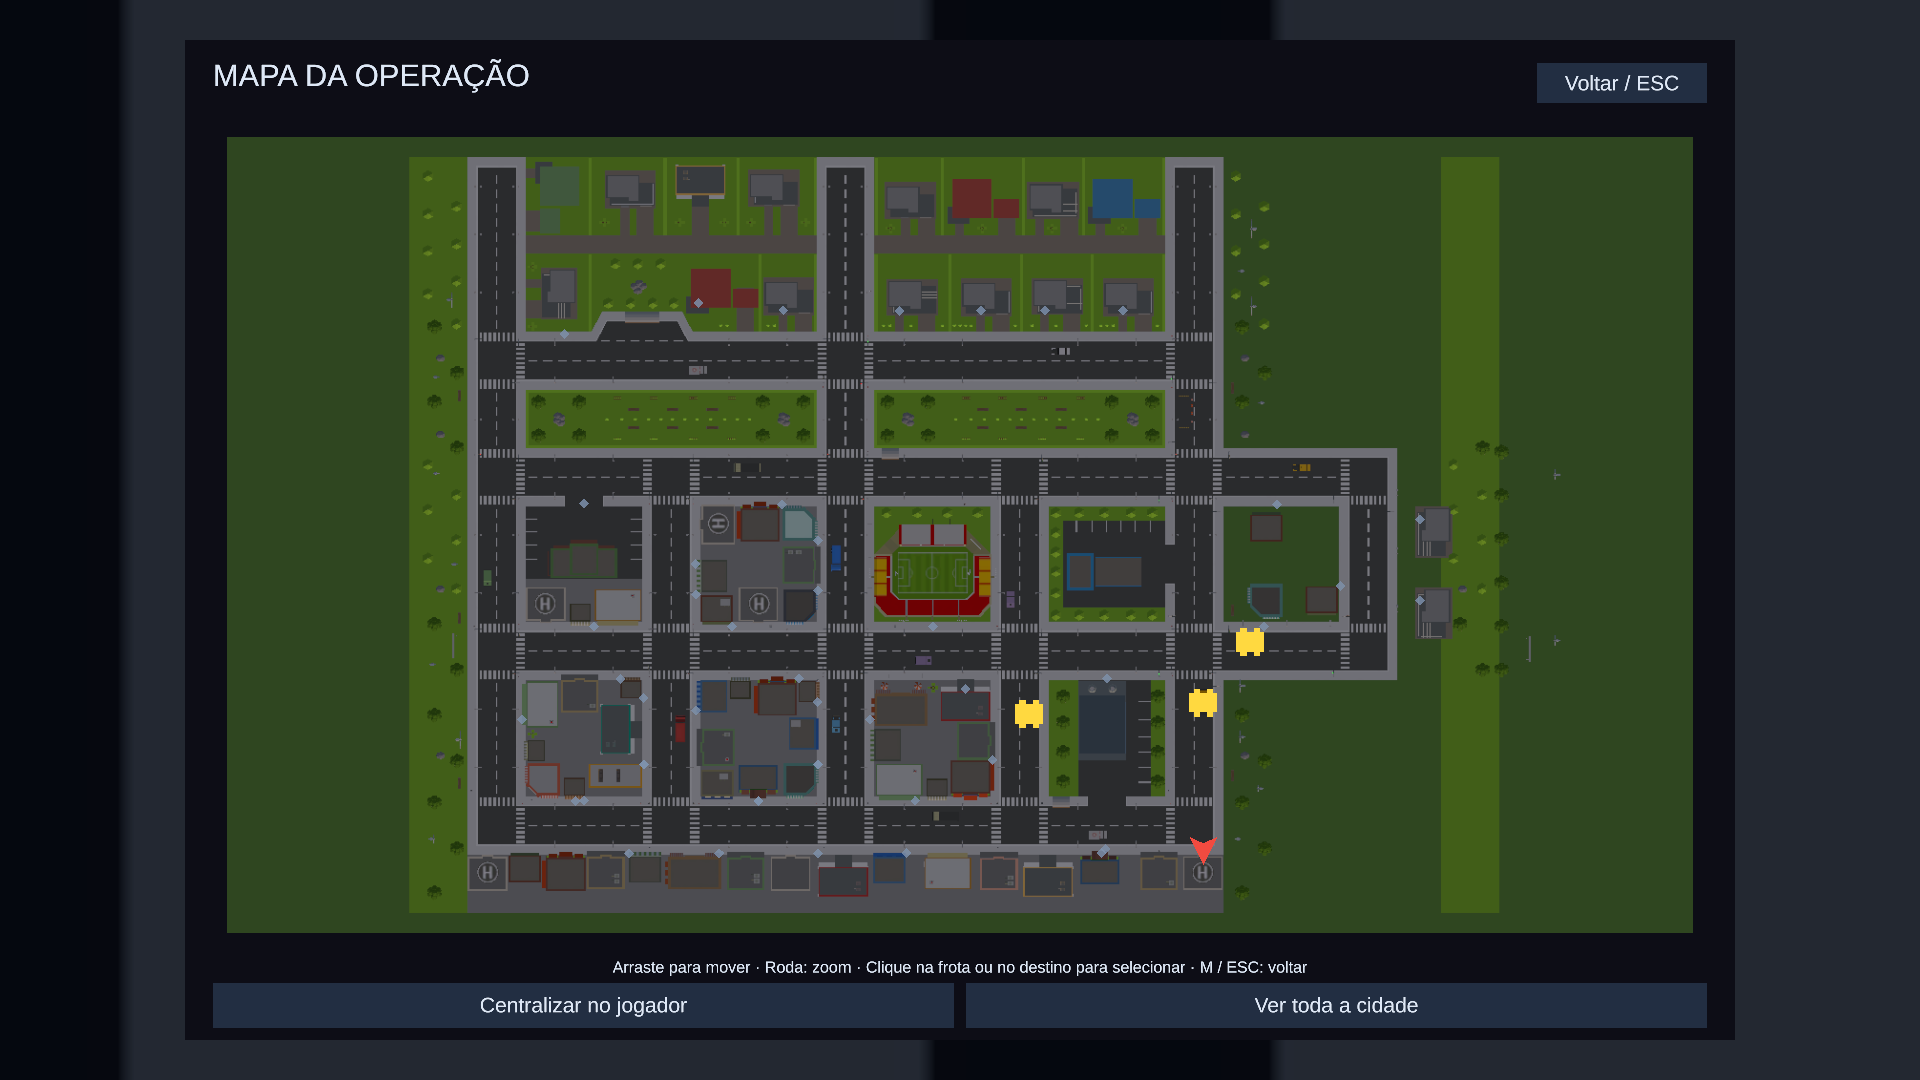 MAPA DA OPERAÇÃO
Voltar / ESC
H
H
H
H
H
Arraste para mover · Roda: zoom · Clique na frota ou no destino para selecionar · M / ESC: voltar
Centralizar no jogador
Ver toda a cidade